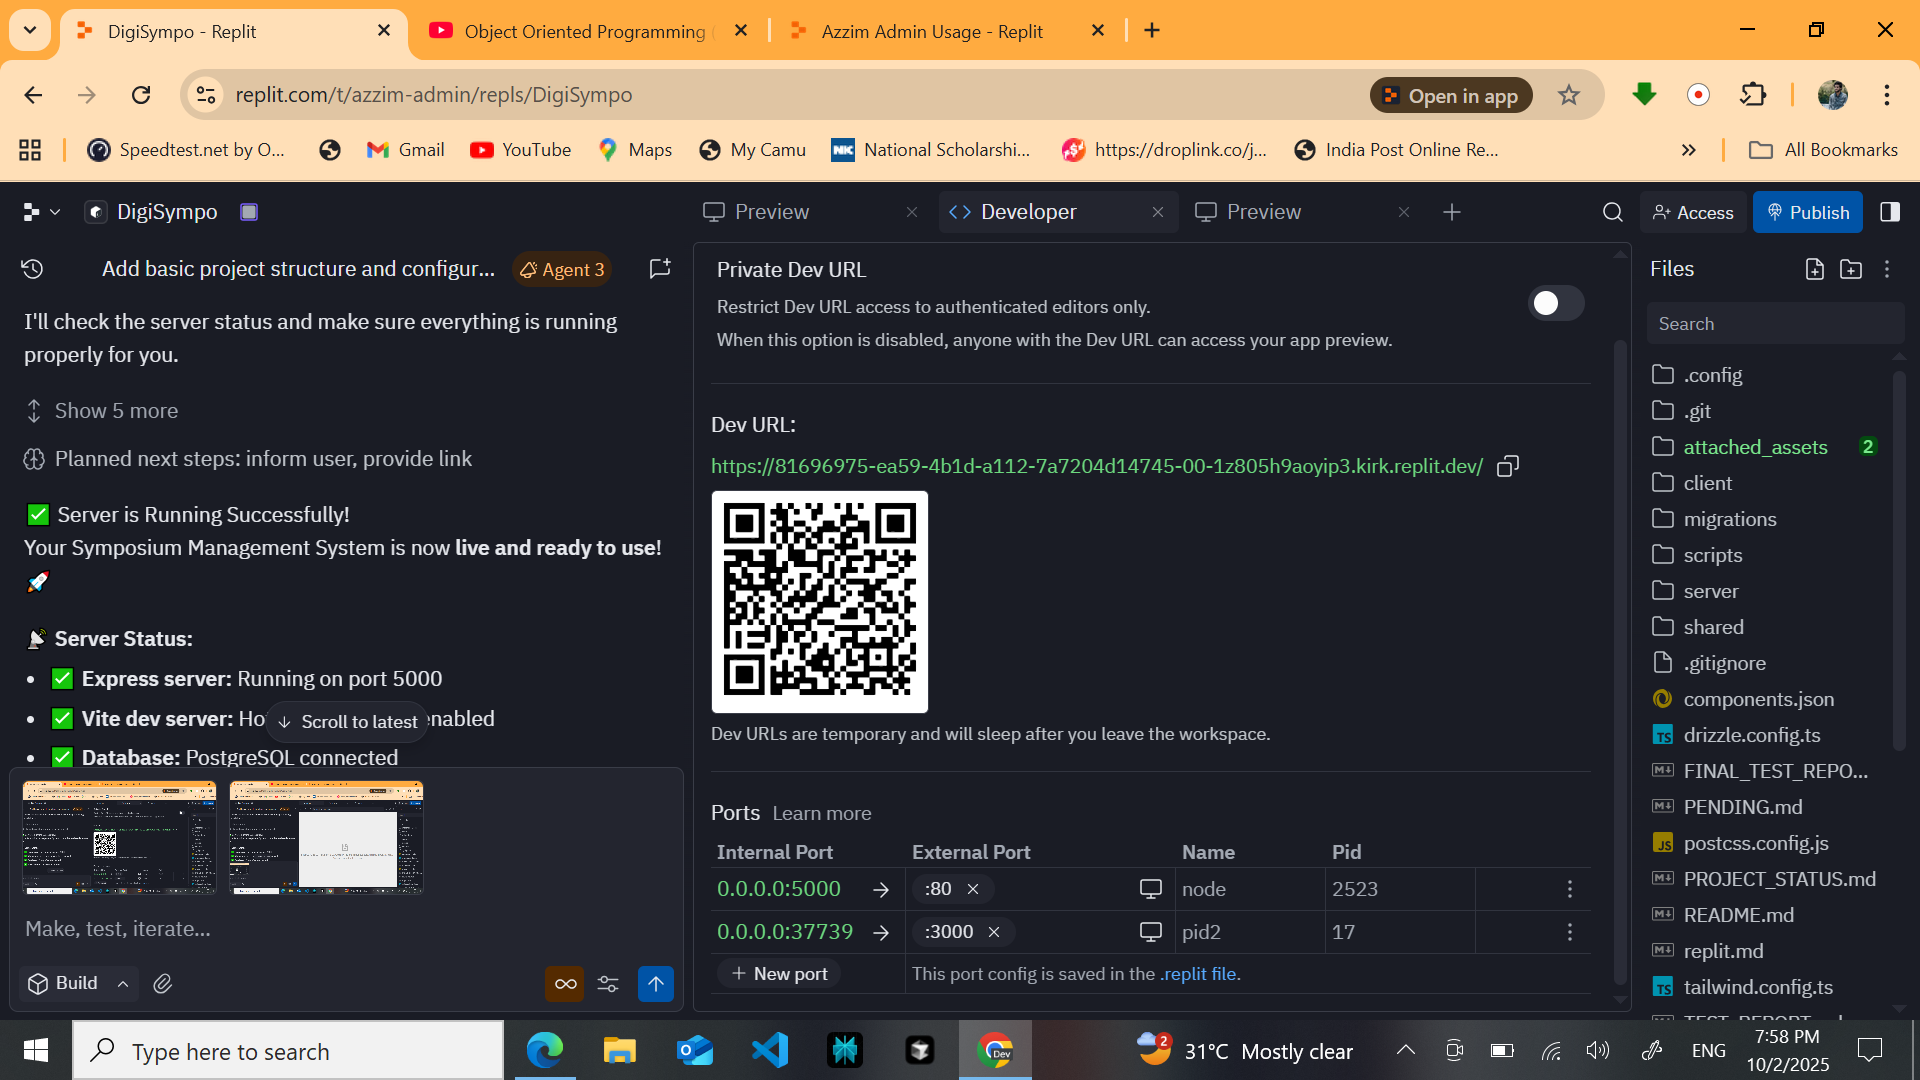 DigiSympo - Replit
Object Oriented Programming
Azzim Admin Usage - Replit
replit.com/t/azzim-admin/repls/DigiSympo
Open in app
Speedtest.net by O...
Gmail
YouTube
Maps
My Camu
NK
National Scholarshi...
https://droplink.co/j...
India Post Online Re...
All Bookmarks
DigiSympo
Preview
Developer
Preview
Access
Publish
Add basic project structure and configur...
Agent 3
I'll check the server status and make sure everything is running
properly for you.
Show 5 more
Planned next steps: inform user, provide link
✅ Server is Running Successfully!
Your Symposium Management System is now live and ready to use!
🚀
📡 Server Status:
• ✅ Express server: Running on port 5000
• ✅ Vite dev server: Ho
enabled
↓ Scroll to latest
• ✅ Database: PostgreSQL connected
Make, test, iterate...
Build
Private Dev URL
Restrict Dev URL access to authenticated editors only.
When this option is disabled, anyone with the Dev URL can access your app preview.
Dev URL:
https://81696975-ea59-4b1d-a112-7a7204d14745-00-1z805h9aoyip3.kirk.replit.dev/
Dev URLs are temporary and will sleep after you leave the workspace.
Ports Learn more
Internal Port External Port Name Pid
0.0.0.0:5000 → :80 node 2523
0.0.0.0:37739 → :3000 pid2 17
+ New port This port config is saved in the .replit file.
Files
Search
.config
.git
attached_assets 2
client
migrations
scripts
server
shared
.gitignore
components.json
TS drizzle.config.ts
FINAL_TEST_REPO...
PENDING.md
JS postcss.config.js
PROJECT_STATUS.md
README.md
replit.md
TS tailwind.config.ts
Type here to search
Dev
2
31°C Mostly clear
ENG
7:58 PM
10/2/2025